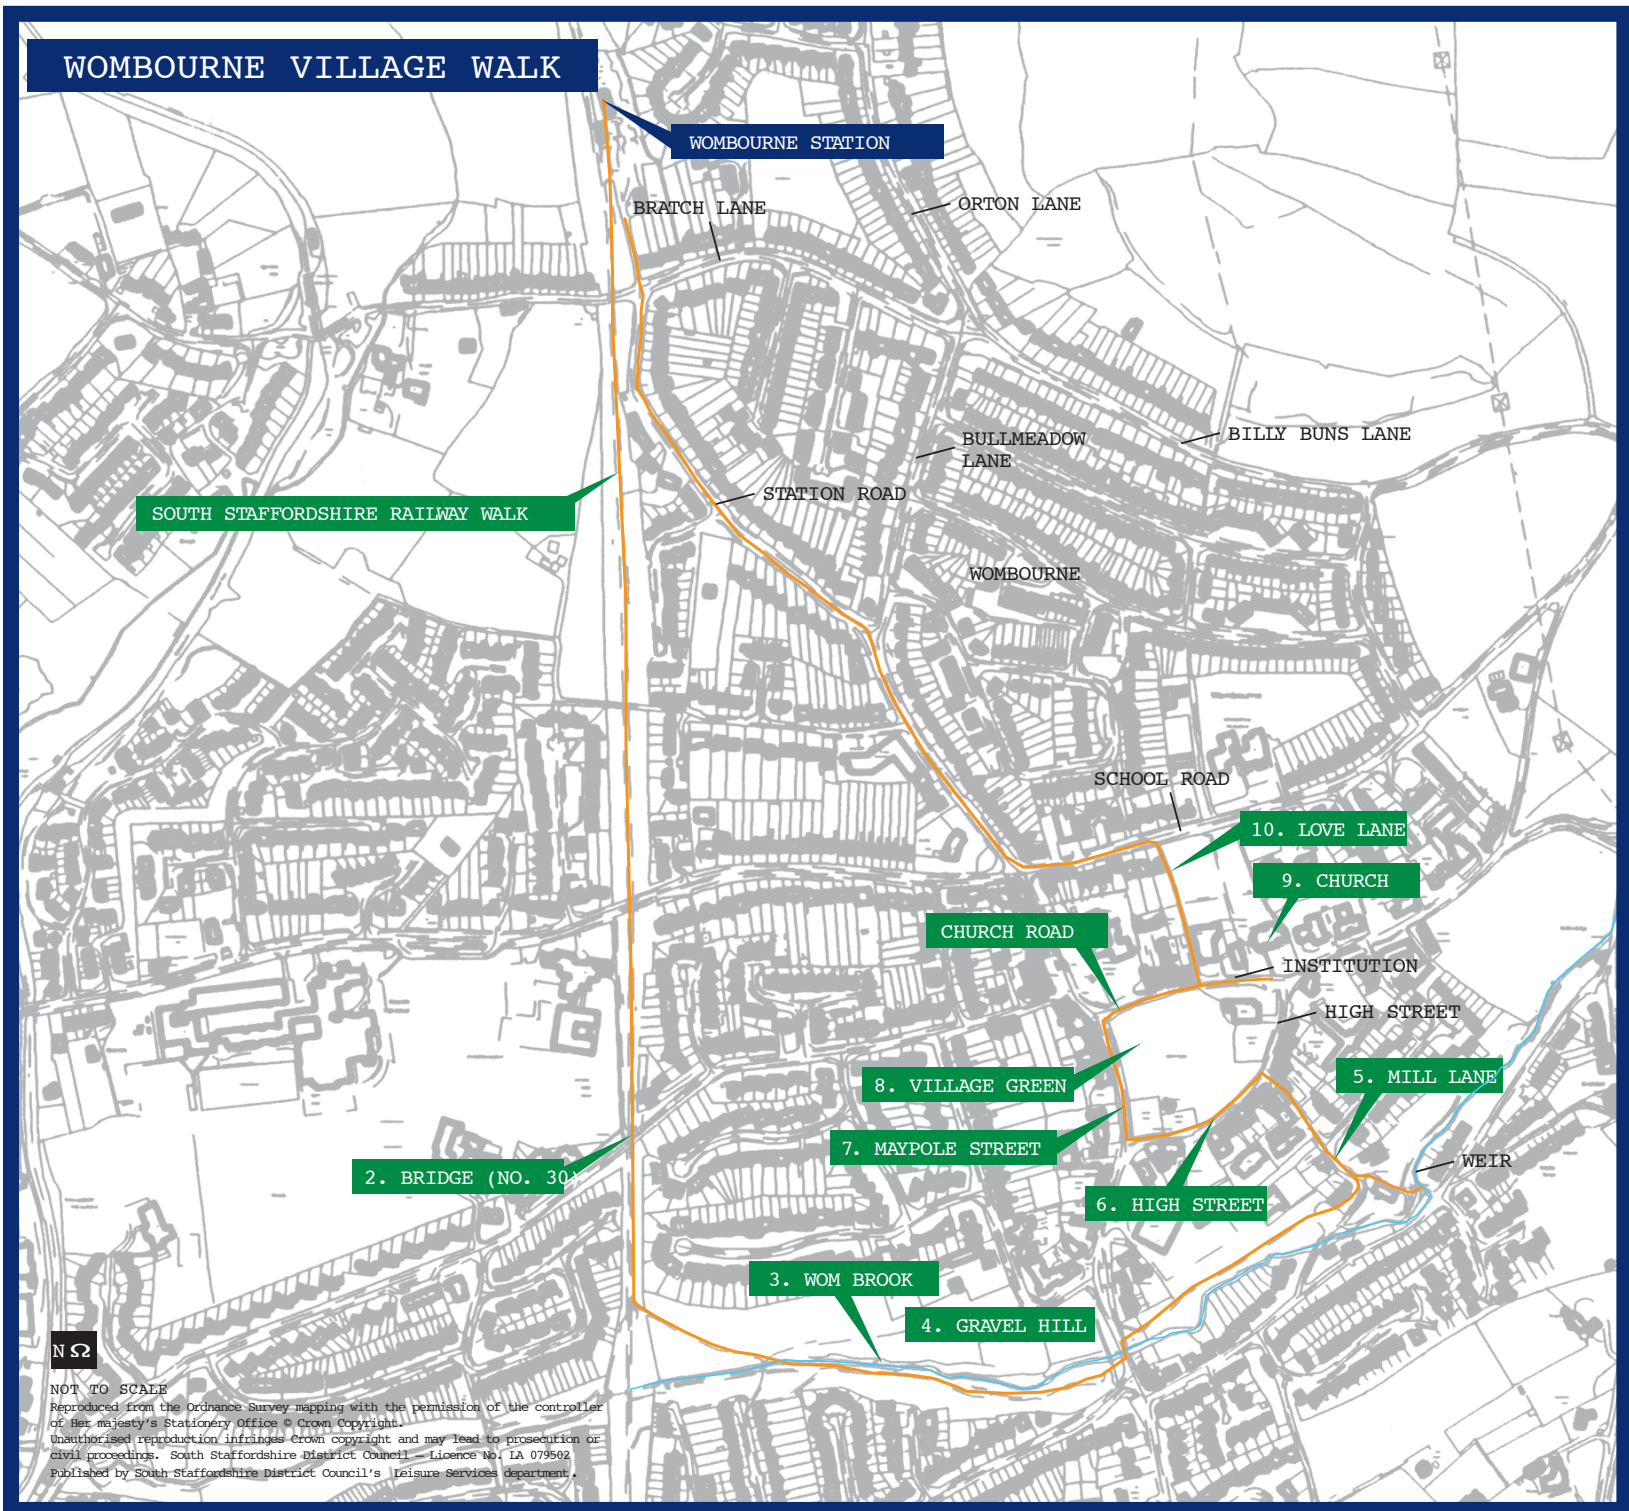 WOMBOURNE VILLAGE WALK
WOMBOURNE STATION
BRATCH LANE
ORTON LANE
BULLMEADOW
LANE
BILLY BUNS LANE
STATION ROAD
SOUTH STAFFORDSHIRE RAILWAY WALK
WOMBOURNE
Wombourne
SCHOOL ROAD
10. LOVE LANE
9. CHURCH
CHURCH ROAD
INSTITUTION
HIGH STREET
5. MILL LANE
8. VILLAGE GREEN
7. MAYPOLE STREET
WEIR
2. BRIDGE (NO. 30)
6. HIGH STREET
3. WOM BROOK
4. GRAVEL HILL
N
NOT TO SCALE
Reproduced from the Ordnance Survey mapping with the permission of the controller
of Her majesty's Stationery Office © Crown Copyright.
Unauthorised reproduction infringes Crown copyright and may lead to prosecution or
civil proceedings. South Staffordshire District Council – Licence No. LA 079502
Published by South Staffordshire District Council's Leisure Services department.